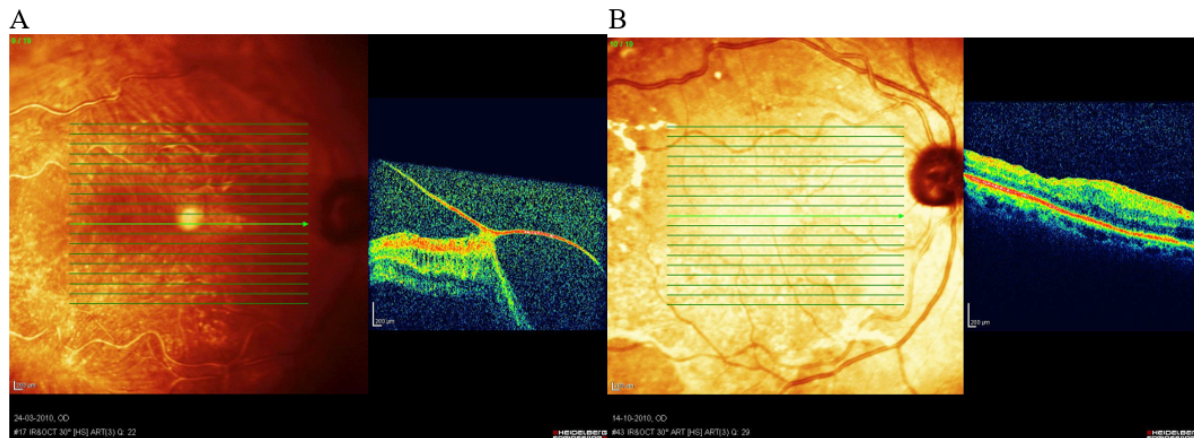 A
B
9 / 19
10 / 19
200 µm
200 µm
200 µm
200 µm
24-03-2010, OD
#17 IR&OCT 30° [HS] ART(3) Q: 22
HEIDELBERG
14-10-2010, OD
#43 IR&OCT 30° ART [HS] ART(3) Q: 29
HEIDELBERG